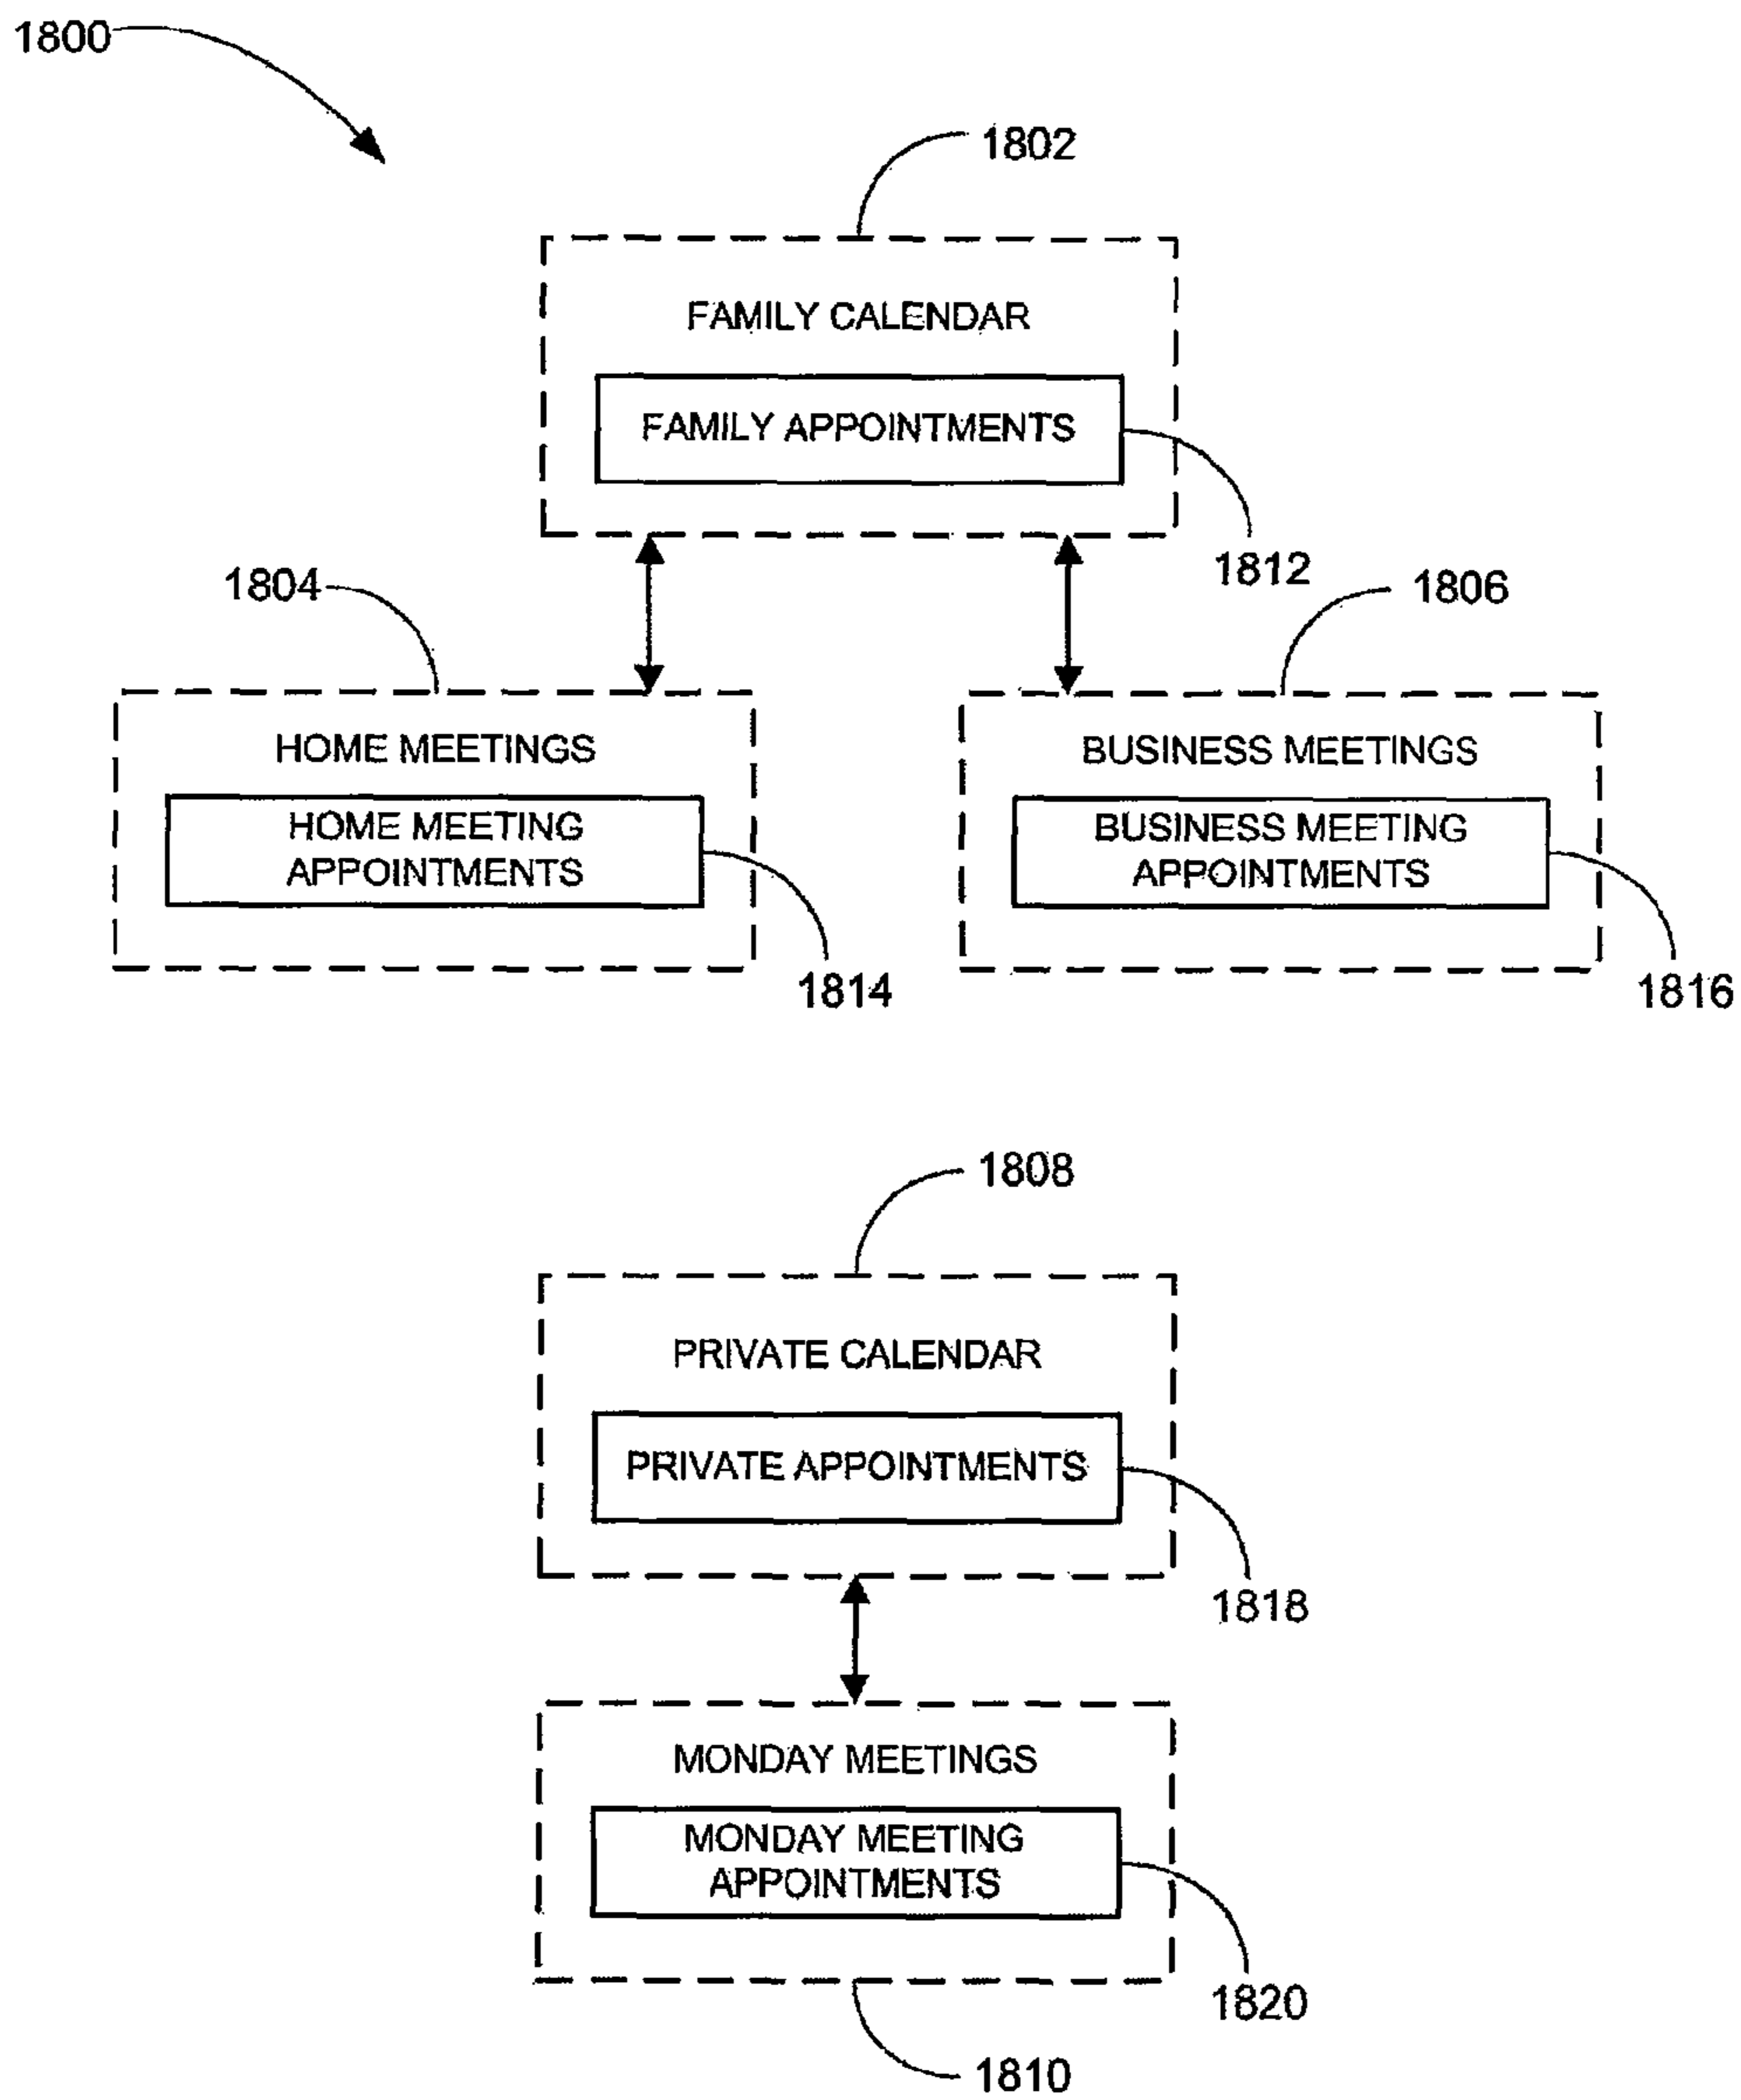 1800
1802
FAMILY CALENDAR
FAMILY APPOINTMENTS
1812
1804
1806
HOME MEETINGS
HOME MEETING
APPOINTMENTS
1814
BUSINESS MEETINGS
BUSINESS MEETING
APPOINTMENTS
1816
1808
PRIVATE CALENDAR
PRIVATE APPOINTMENTS
1818
MONDAY MEETINGS
MONDAY MEETING
APPOINTMENTS
1820
1810